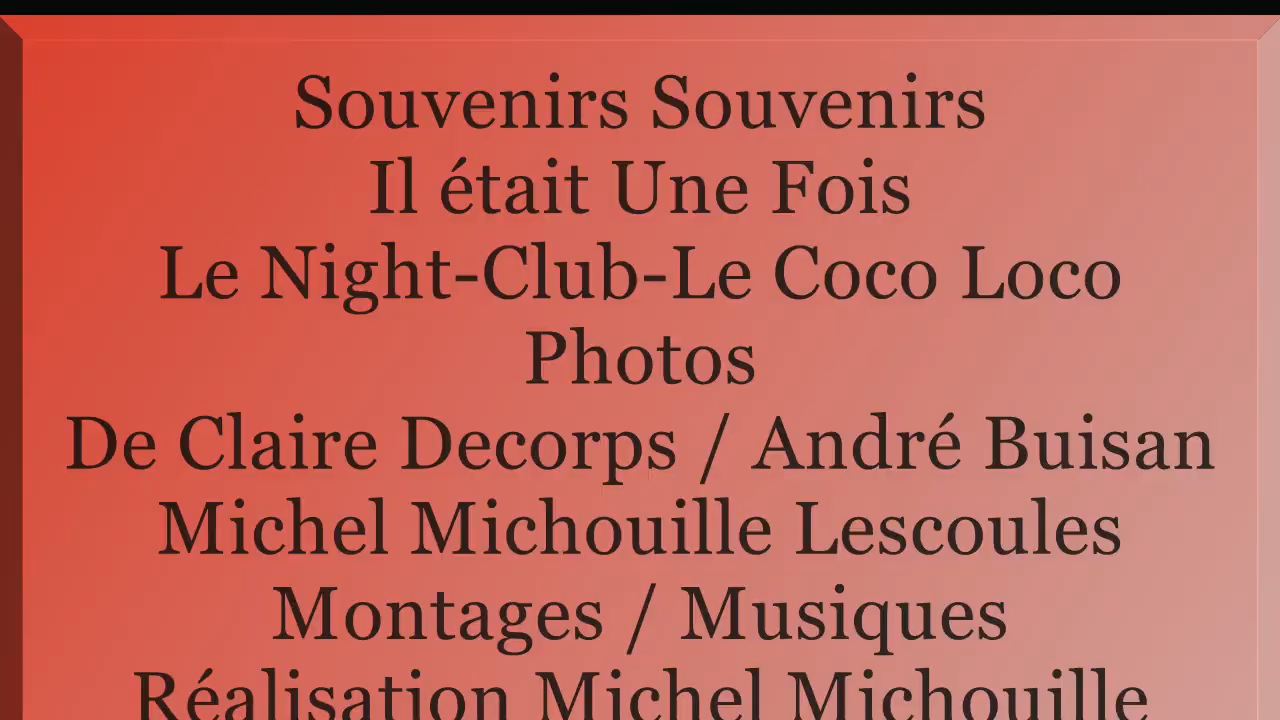 Souvenirs Souvenirs
Il était Une Fois
Le Night-Club-Le Coco Loco
Photos
De Claire Decorps / André Buisan
Michel Michouille Lescoules
Montages / Musiques
Réalisation Michel Michouille